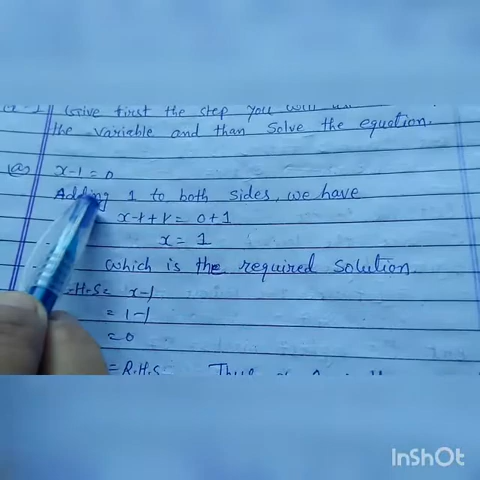 Give first the step you will
the variable and than solve the equation.
(a) x-1=0
Adding 1 to both sides, we have
x-1+1= 0+1
x= 1
which is the required solution.
-H.S= x-1
= 1-1
=0
= R.H.S
InShOt